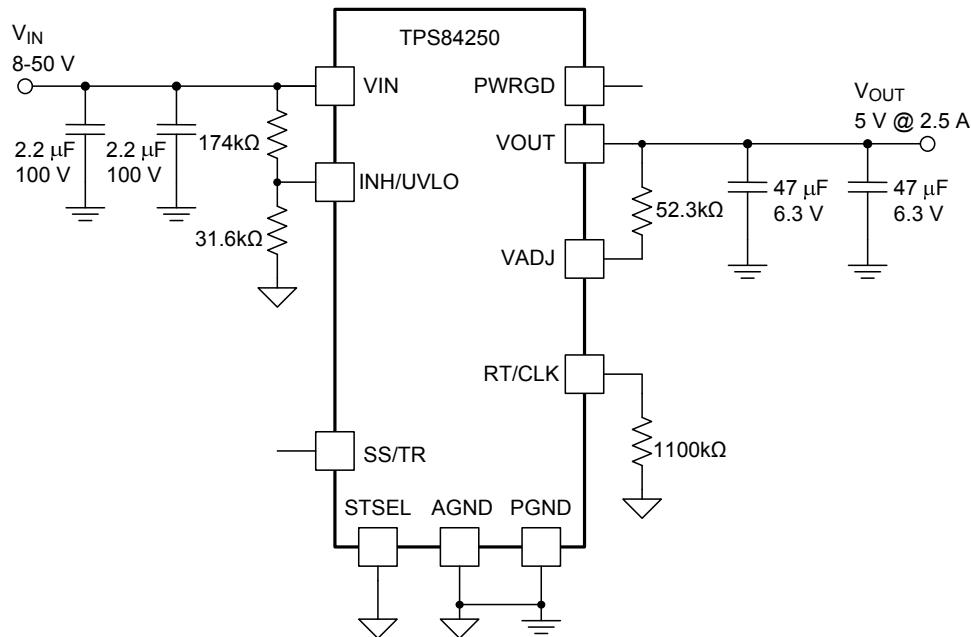 TPS84250
VIN
8-50 V
VIN
PWRGD
VOUT
5 V @ 2.5 A
VOUT
2.2 μF
100 V
2.2 μF
100 V
174kΩ
INH/UVLO
31.6kΩ
52.3kΩ
47 μF
6.3 V
47 μF
6.3 V
VADJ
RT/CLK
1100kΩ
SS/TR
STSEL AGND PGND